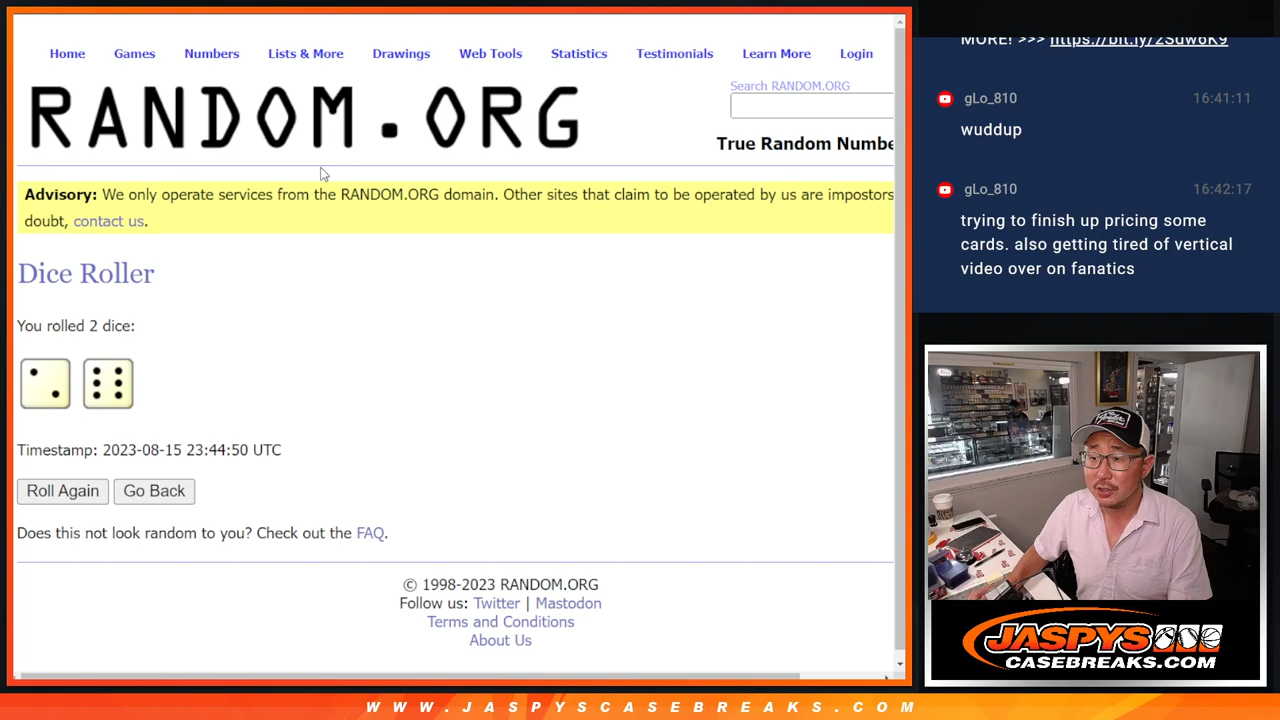 Home Games Numbers Lists & More Drawings Web Tools Statistics Testimonials Learn More Login
RANDOM.ORG
Search RANDOM.ORG
True Random Numbe
Advisory: We only operate services from the RANDOM.ORG domain. Other sites that claim to be operated by us are impostors
doubt, contact us.
Dice Roller
You rolled 2 dice:
Timestamp: 2023-08-15 23:44:50 UTC
Roll Again Go Back
Does this not look random to you? Check out the FAQ.
© 1998-2023 RANDOM.ORG
Follow us: Twitter | Mastodon
Terms and Conditions
About Us
MORE! >>> https://bit.ly/2Sdw6K9
gLo_810 16:41:11
wuddup
gLo_810 16:42:17
trying to finish up pricing some
cards. also getting tired of vertical
video over on fanatics
JASPYS
CASEBREAKS.COM
WWW.JASPYSCASEBREAKS.COM